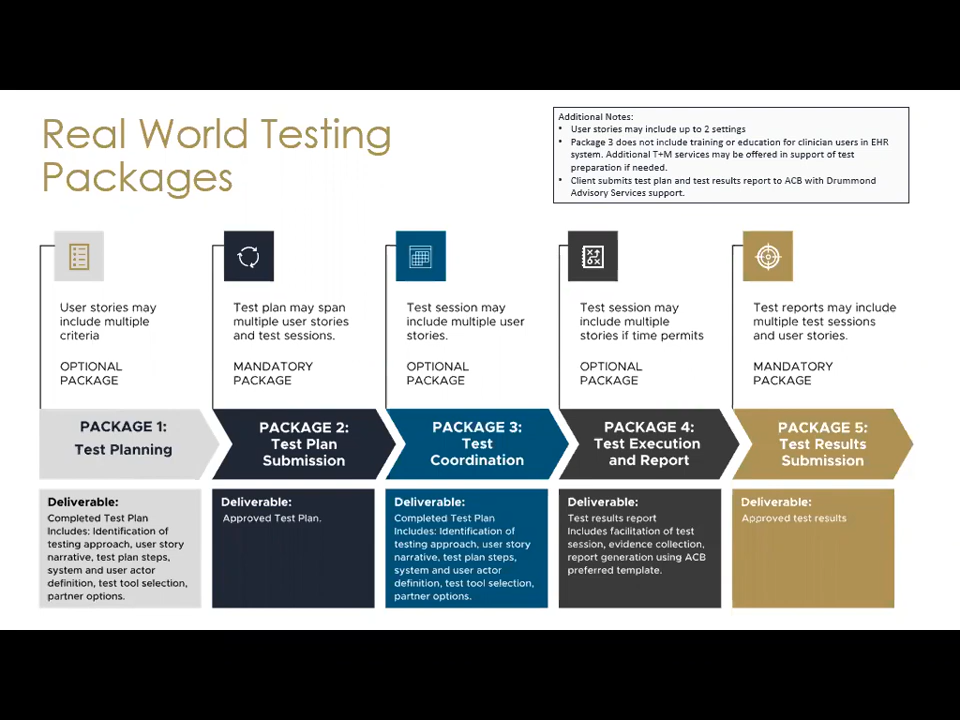 Real World Testing
Packages
Additional Notes:
• User stories may include up to 2 settings
• Package 3 does not include training or education for clinician users in EHR
system. Additional T+M services may be offered in support of test
preparation if needed.
• Client submits test plan and test results report to ACB with Drummond
Advisory Services support.
User stories may
include multiple
criteria
OPTIONAL
PACKAGE
Test plan may span
multiple user stories
and test sessions.
MANDATORY
PACKAGE
Test session may
include multiple user
stories.
OPTIONAL
PACKAGE
Test session may
include multiple
stories if time permits
OPTIONAL
PACKAGE
Test reports may include
multiple test sessions
and user stories.
MANDATORY
PACKAGE
PACKAGE 1:
Test Planning
PACKAGE 2:
Test Plan
Submission
PACKAGE 3:
Test
Coordination
PACKAGE 4:
Test Execution
and Report
PACKAGE 5:
Test Results
Submission
Deliverable:
Completed Test Plan
Includes: Identification of
testing approach, user story
narrative, test plan steps,
system and user actor
definition, test tool selection,
partner options.
Deliverable:
Approved Test Plan.
Deliverable:
Completed Test Plan
Includes: Identification of
testing approach, user story
narrative, test plan steps,
system and user actor
definition, test tool selection,
partner options.
Deliverable:
Test results report
Includes facilitation of test
session, evidence collection,
report generation using ACB
preferred template.
Deliverable:
Approved test results